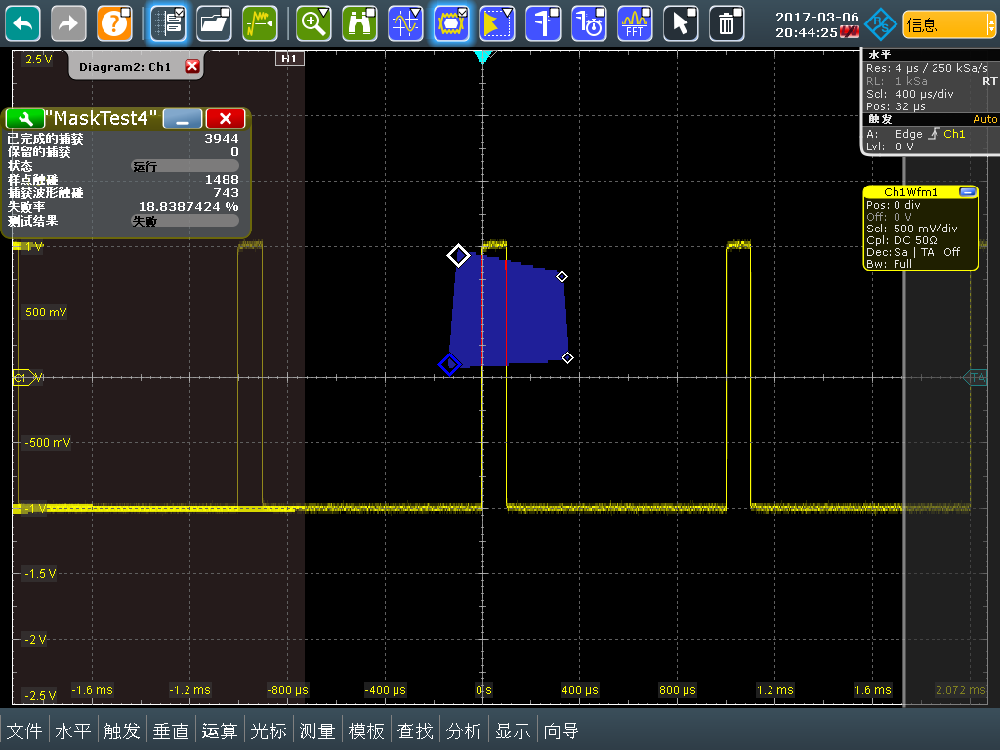 2017-03-06
20:44:25
信息
FFT
2.5 V
Diagram2: Ch1
H1
水平
Res: 4 µs / 250 kSa/s
RL: 1 kSa
RT
Scl: 400 µs/div
Pos: 32 µs
触发
Auto
A: Edge Ch1
Lvl: 0 V
"MaskTest4"
已完成的捕获 3944
保留的捕获 0
状态 运行
样点触碰 1488
捕获波形触碰 743
失败率 18.8387424 %
测试结果 失败
Ch1Wfm1
Pos: 0 div
Off: 0 V
Scl: 500 mV/div
Cpl: DC 50Ω
Dec: Sa | TA: Off
Bw: Full
1 V
500 mV
C1
V
TA
-500 mV
-1 V
-1.5 V
-2 V
-2.5 V
-1.6 ms
-1.2 ms
-800 µs
-400 µs
0 s
400 µs
800 µs
1.2 ms
1.6 ms
2.072 ms
文件 水平 触发 垂直 运算 光标 测量 模板 查找 分析 显示 向导